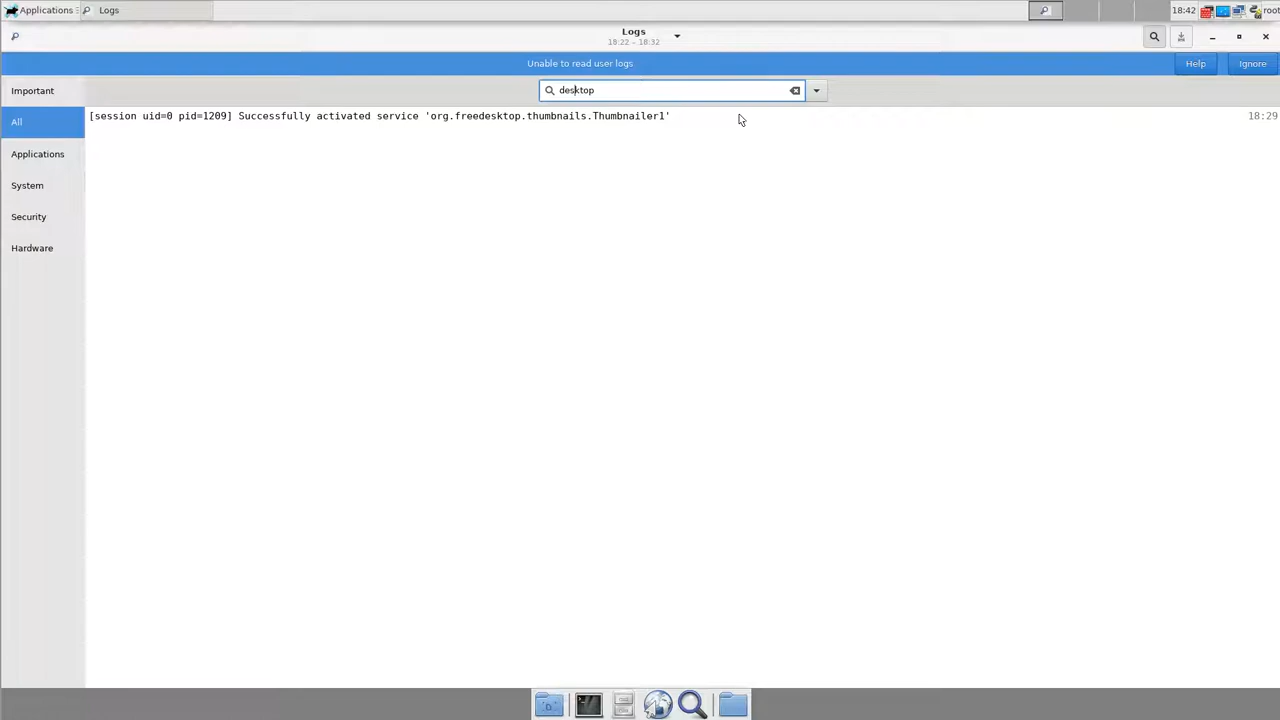 Applications
Logs
18:42
root
Logs
18:22 – 18:32
Unable to read user logs
Help
Ignore
Important
desktop
All
[session uid=0 pid=1209] Successfully activated service 'org.freedesktop.thumbnails.Thumbnailer1'
18:29
Applications
System
Security
Hardware